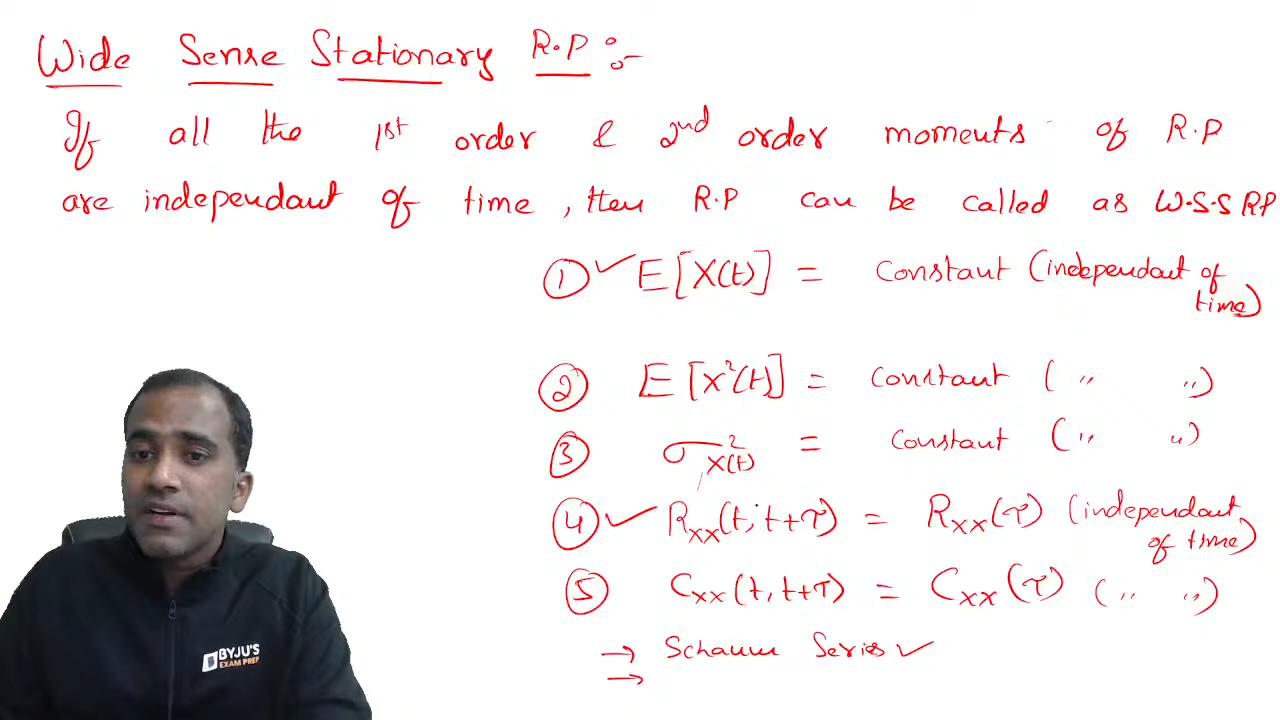 Wide Sense Stationary R.P :-
If all the 1st order & 2nd order moments of R.P
are independant of time, then R.P can be called as W.S.S RP
① ✓ E[X(t)] = Constant (independant of
time)
② E[X²(t)] = constant ( " ")
③ σ²X(t) = constant ( " ")
④ ✓ Rxx(t, t+τ) = Rxx(τ) (independant
of time)
⑤ Cxx(t, t+τ) = Cxx(τ) ( " ")
→ Schaum Series ✓
→
BYJU'S
EXAM PREP